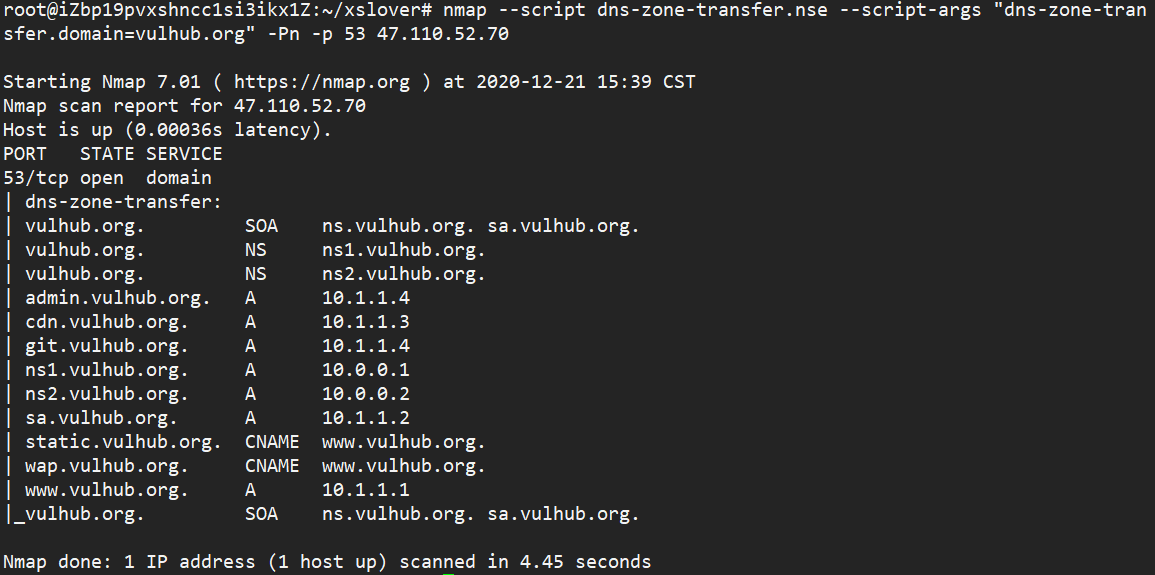 root@iZbp19pvxshncc1si3ikx1Z:~/xslover# nmap --script dns-zone-transfer.nse --script-args "dns-zone-tran
sfer.domain=vulhub.org" -Pn -p 53 47.110.52.70
Starting Nmap 7.01 ( https://nmap.org ) at 2020-12-21 15:39 CST
Nmap scan report for 47.110.52.70
Host is up (0.00036s latency).
PORT   STATE SERVICE
53/tcp open  domain
| dns-zone-transfer:
| vulhub.org.         SOA    ns.vulhub.org. sa.vulhub.org.
| vulhub.org.         NS     ns1.vulhub.org.
| vulhub.org.         NS     ns2.vulhub.org.
| admin.vulhub.org.   A      10.1.1.4
| cdn.vulhub.org.     A      10.1.1.3
| git.vulhub.org.     A      10.1.1.4
| ns1.vulhub.org.     A      10.0.0.1
| ns2.vulhub.org.     A      10.0.0.2
| sa.vulhub.org.      A      10.1.1.2
| static.vulhub.org.  CNAME  www.vulhub.org.
| wap.vulhub.org.     CNAME  www.vulhub.org.
| www.vulhub.org.     A      10.1.1.1
|_vulhub.org.         SOA    ns.vulhub.org. sa.vulhub.org.
Nmap done: 1 IP address (1 host up) scanned in 4.45 seconds